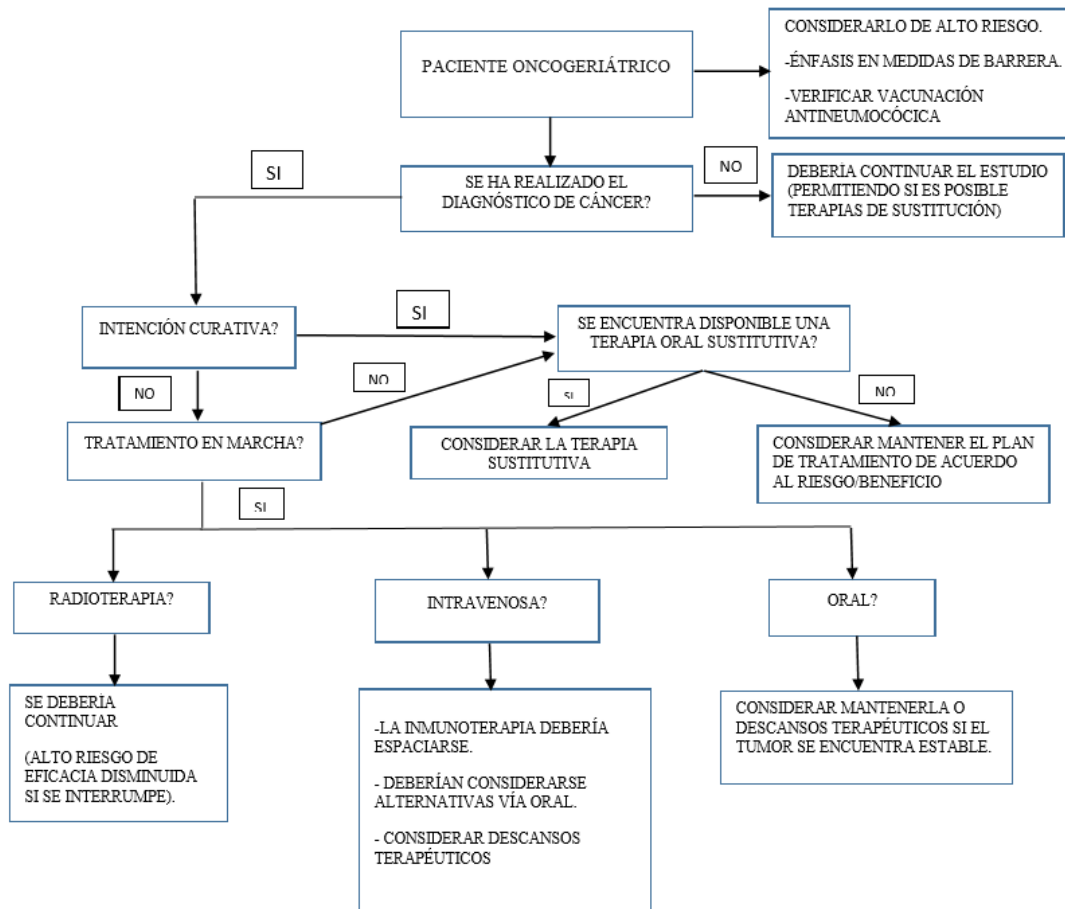 PACIENTE ONCOGERIÁTRICO
CONSIDERARLO DE ALTO RIESGO.
-ÉNFASIS EN MEDIDAS DE BARRERA.
-VERIFICAR VACUNACIÓN
ANTINEUMOCÓCICA
SI
SE HA REALIZADO EL
DIAGNÓSTICO DE CÁNCER?
NO
DEBERÍA CONTINUAR EL ESTUDIO
(PERMITIENDO SI ES POSIBLE
TERAPIAS DE SUSTITUCIÓN)
INTENCIÓN CURATIVA?
SI
SE ENCUENTRA DISPONIBLE UNA
TERAPIA ORAL SUSTITUTIVA?
NO
NO
SI
NO
TRATAMIENTO EN MARCHA?
CONSIDERAR LA TERAPIA
SUSTITUTIVA
CONSIDERAR MANTENER EL PLAN
DE TRATAMIENTO DE ACUERDO
AL RIESGO/BENEFICIO
SI
RADIOTERAPIA?
INTRAVENOSA?
ORAL?
SE DEBERÍA
CONTINUAR
(ALTO RIESGO DE
EFICACIA DISMINUIDA
SI SE INTERRUMPE).
-LA INMUNOTERAPIA DEBERÍA
ESPACIARSE.
- DEBERÍAN CONSIDERARSE
ALTERNATIVAS VÍA ORAL.
- CONSIDERAR DESCANSOS
TERAPÉUTICOS
CONSIDERAR MANTENERLA O
DESCANSOS TERAPÉUTICOS SI EL
TUMOR SE ENCUENTRA ESTABLE.